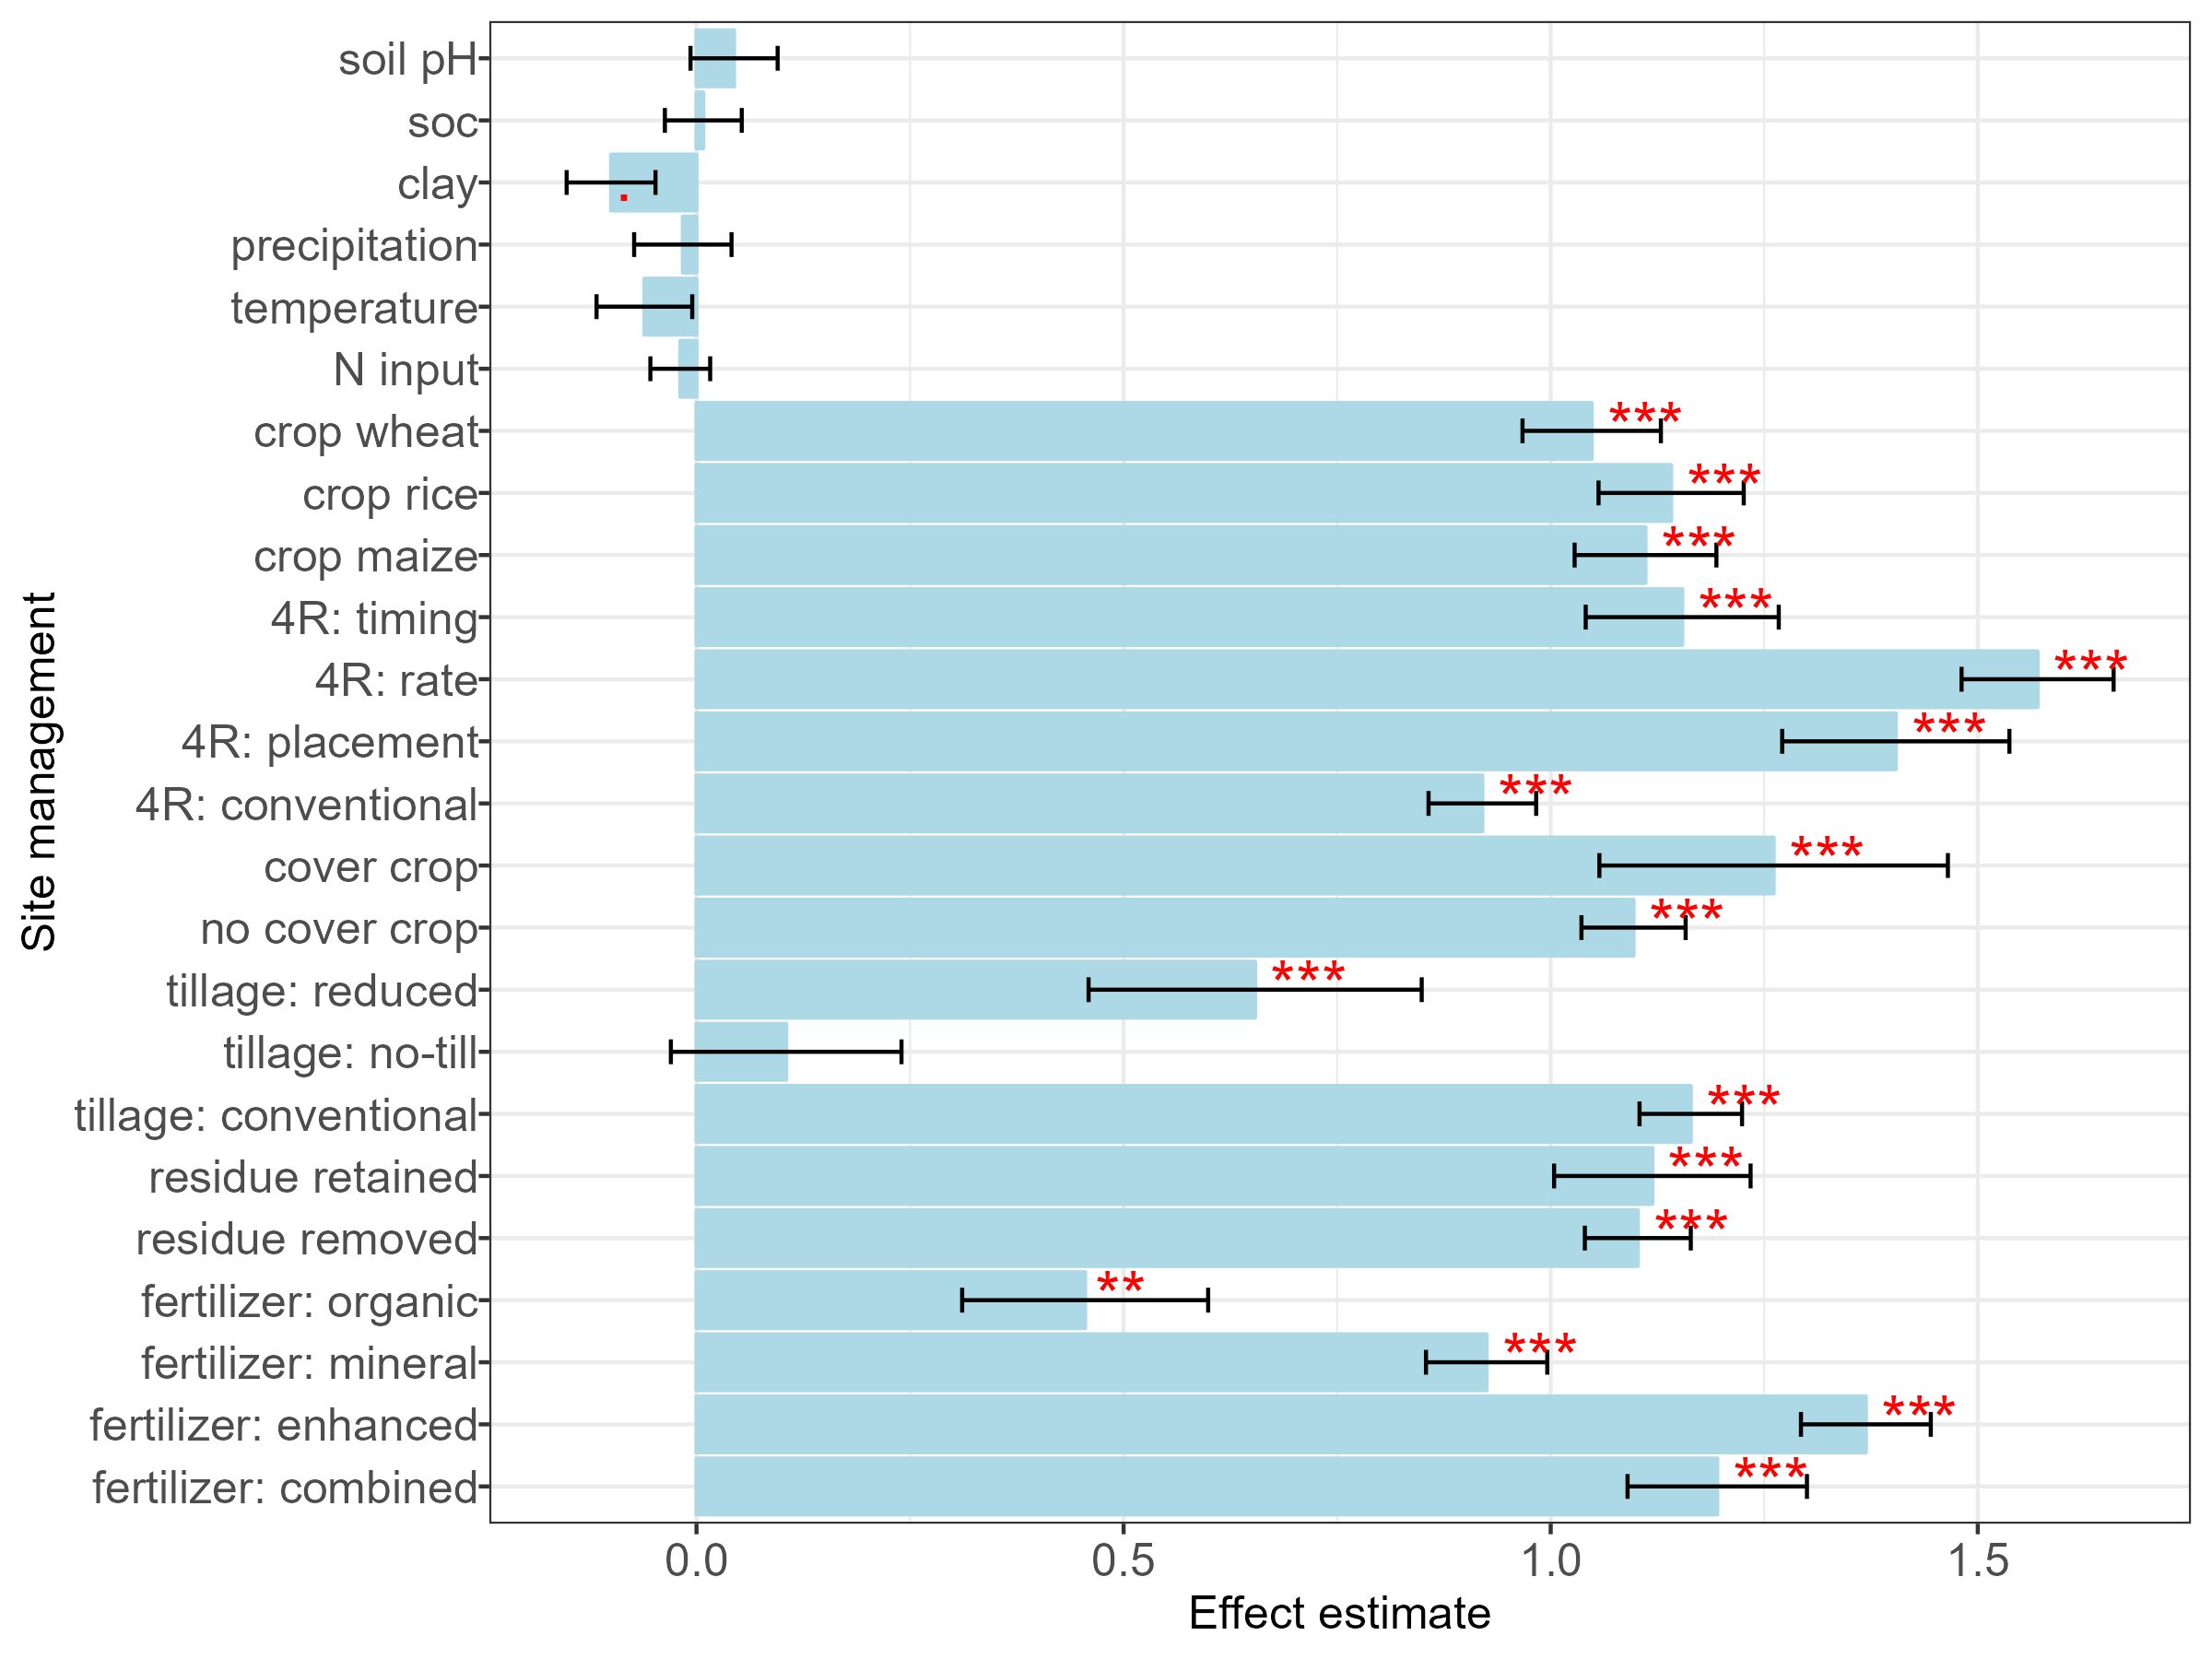 soil pH
soc
clay
.
precipitation
temperature
N input
crop wheat
***
crop rice
***
crop maize
***
4R: timing
***
4R: rate
***
4R: placement
***
4R: conventional
***
cover crop
***
no cover crop
***
tillage: reduced
***
tillage: no-till
tillage: conventional
***
residue retained
***
residue removed
***
fertilizer: organic
**
fertilizer: mineral
***
fertilizer: enhanced
***
fertilizer: combined
***
Site management
0.0 0.5 1.0 1.5
Effect estimate